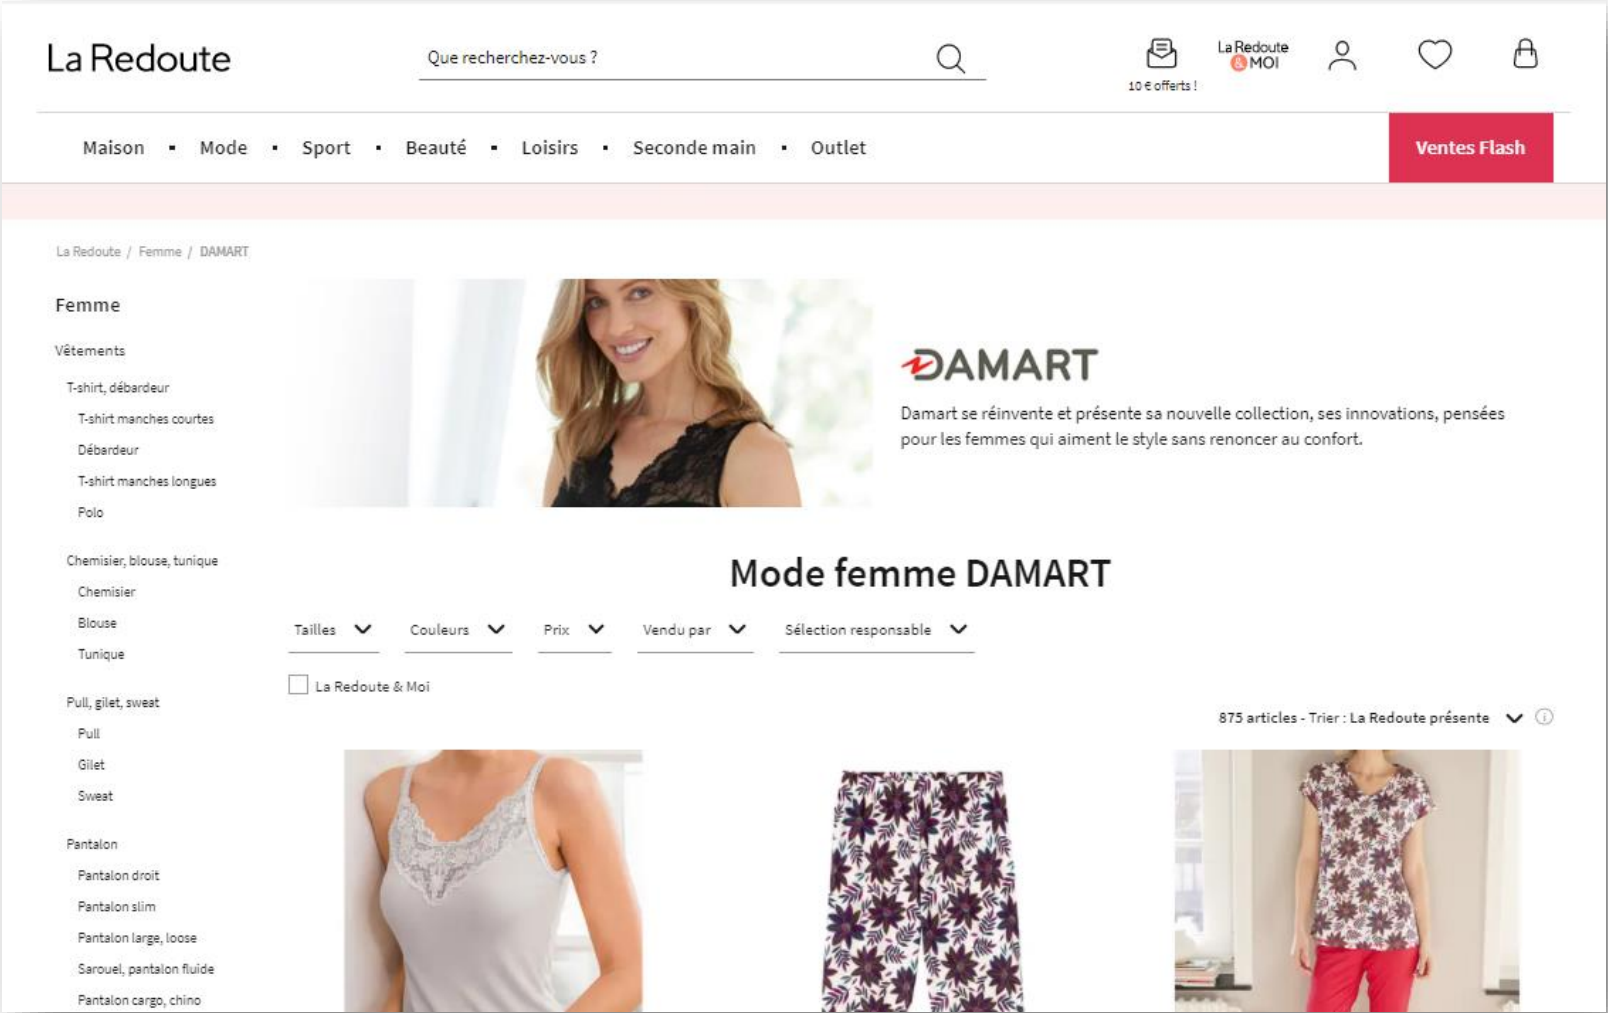 La Redoute
Que recherchez-vous ?
10 € offerts !
La Redoute
& MOI
Maison ▪ Mode ▪ Sport ▪ Beauté ▪ Loisirs ▪ Seconde main ▪ Outlet
Ventes Flash
La Redoute / Femme / DAMART
Femme
Vêtements
T-shirt, débardeur
T-shirt manches courtes
Débardeur
T-shirt manches longues
Polo
Chemisier, blouse, tunique
Chemisier
Blouse
Tunique
Pull, gilet, sweat
Pull
Gilet
Sweat
Pantalon
Pantalon droit
Pantalon slim
Pantalon large, loose
Sarouel, pantalon fluide
Pantalon cargo, chino
DAMART
Damart se réinvente et présente sa nouvelle collection, ses innovations, pensées
pour les femmes qui aiment le style sans renoncer au confort.
Mode femme DAMART
Tailles Couleurs Prix Vendu par Sélection responsable
La Redoute & Moi
875 articles - Trier : La Redoute présente